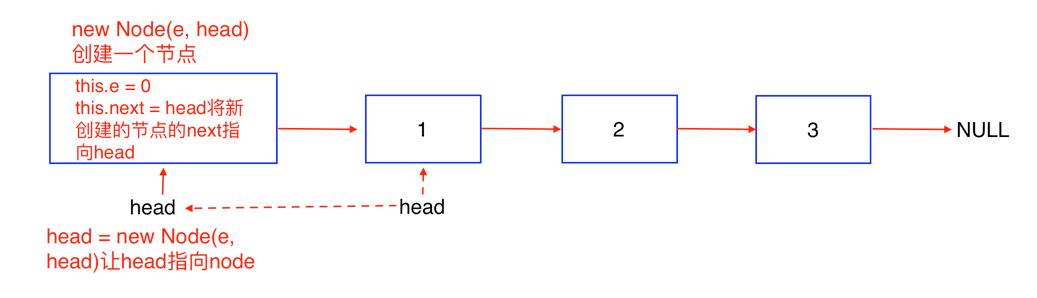 new Node(e, head)
创建一个节点
this.e = 0
this.next = head将新
创建的节点的next指
向head
1
2
3
NULL
head
head
head = new Node(e,
head)让head指向node